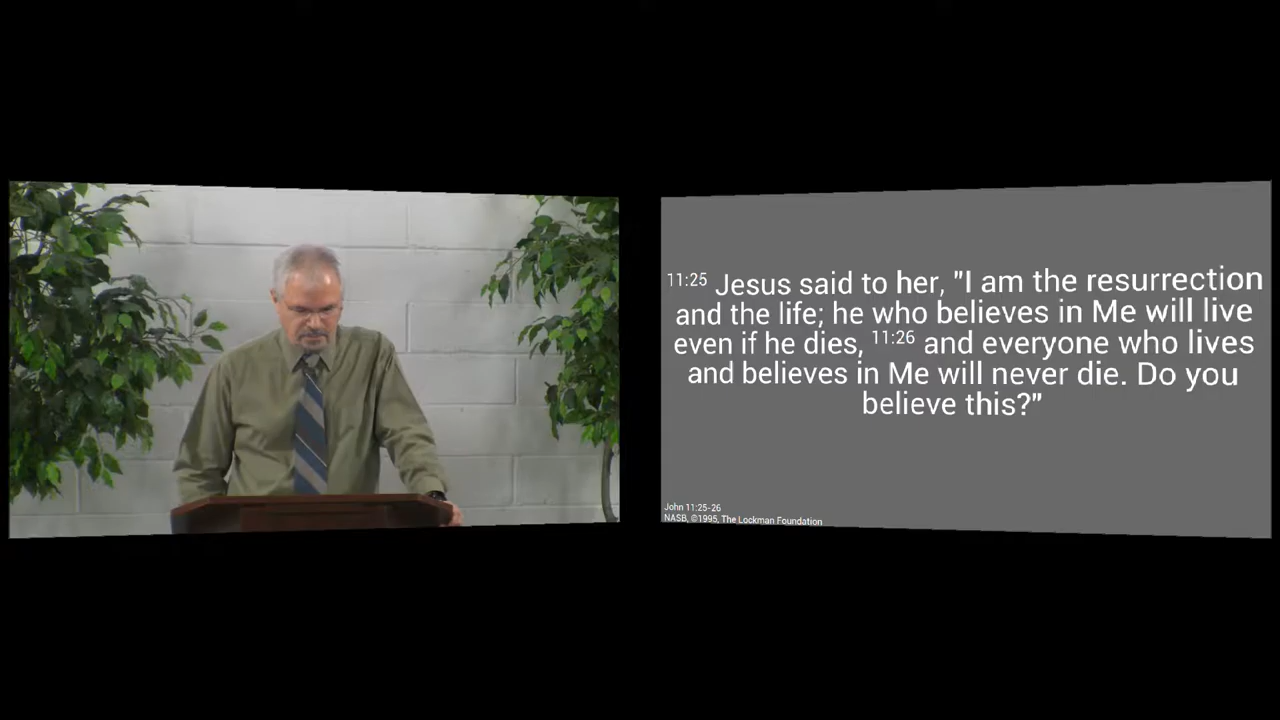 11:25 Jesus said to her, "I am the resurrection
and the life; he who believes in Me will live
even if he dies, 11:26 and everyone who lives
and believes in Me will never die. Do you
believe this?"
John 11:25-26
NASB, ©1995, The Lockman Foundation